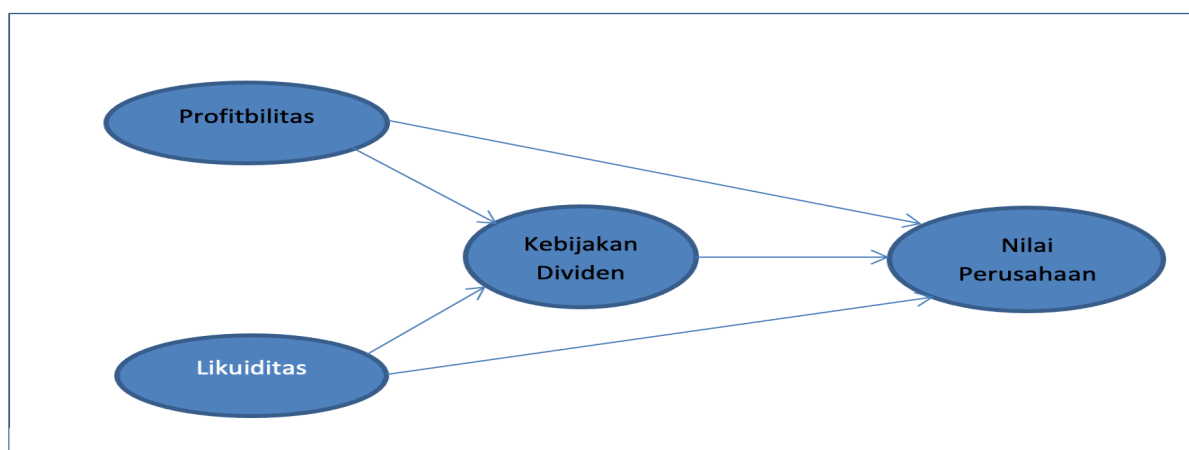 Profitbilitas
Kebijakan
Dividen
Nilai
Perusahaan
Likuiditas